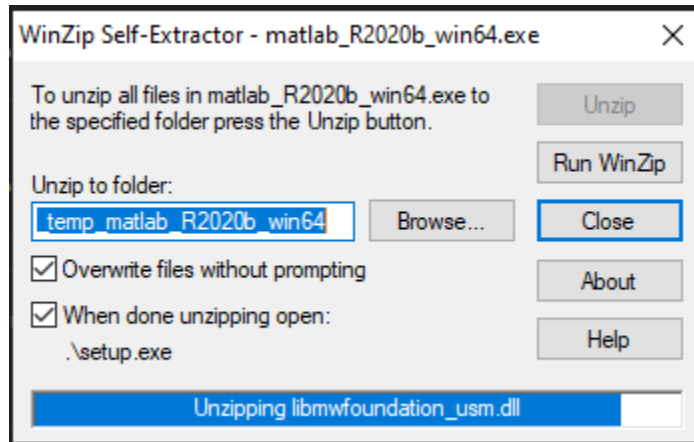 WinZip Self-Extractor - matlab_R2020b_win64.exe
To unzip all files in matlab_R2020b_win64.exe to
the specified folder press the Unzip button.
Unzip
Run WinZip
Unzip to folder:
_temp_matlab_R2020b_win64
Browse...
Close
Overwrite files without prompting
About
When done unzipping open:
.\setup.exe
Help
Unzipping libmwfoundation_usm.dll